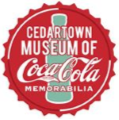 CEDARTOWN
MUSEUM OF
Coca-Cola
MEMORABILIA